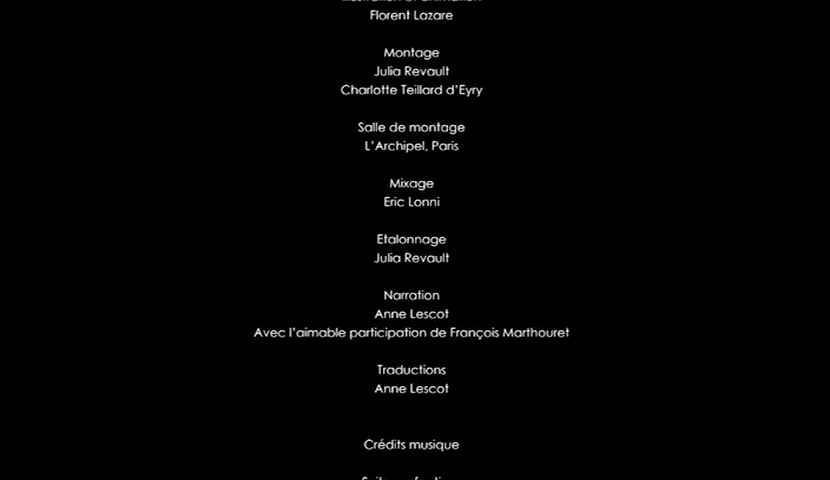 Florent Lazare
Montage
Julia Revault
Charlotte Teillard d'Eyry
Salle de montage
L'Archipel, Paris
Mixage
Eric Lonni
Etalonnage
Julia Revault
Narration
Anne Lescot
Avec l'aimable participation de François Marthouret
Traductions
Anne Lescot
Crédits musique